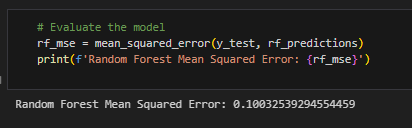 # Evaluate the model
rf_mse = mean_squared_error(y_test, rf_predictions)
print(f'Random Forest Mean Squared Error: {rf_mse}')
Random Forest Mean Squared Error: 0.10032539294554459